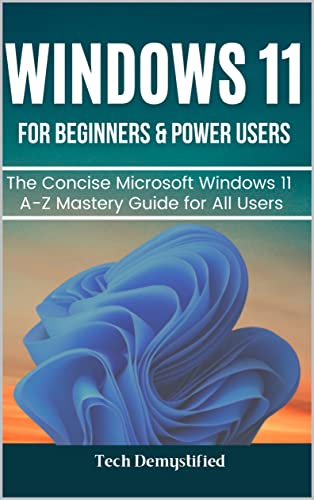 WINDOWS 11
FOR BEGINNERS & POWER USERS
The Concise Microsoft Windows 11
A-Z Mastery Guide for All Users
Tech Demystified